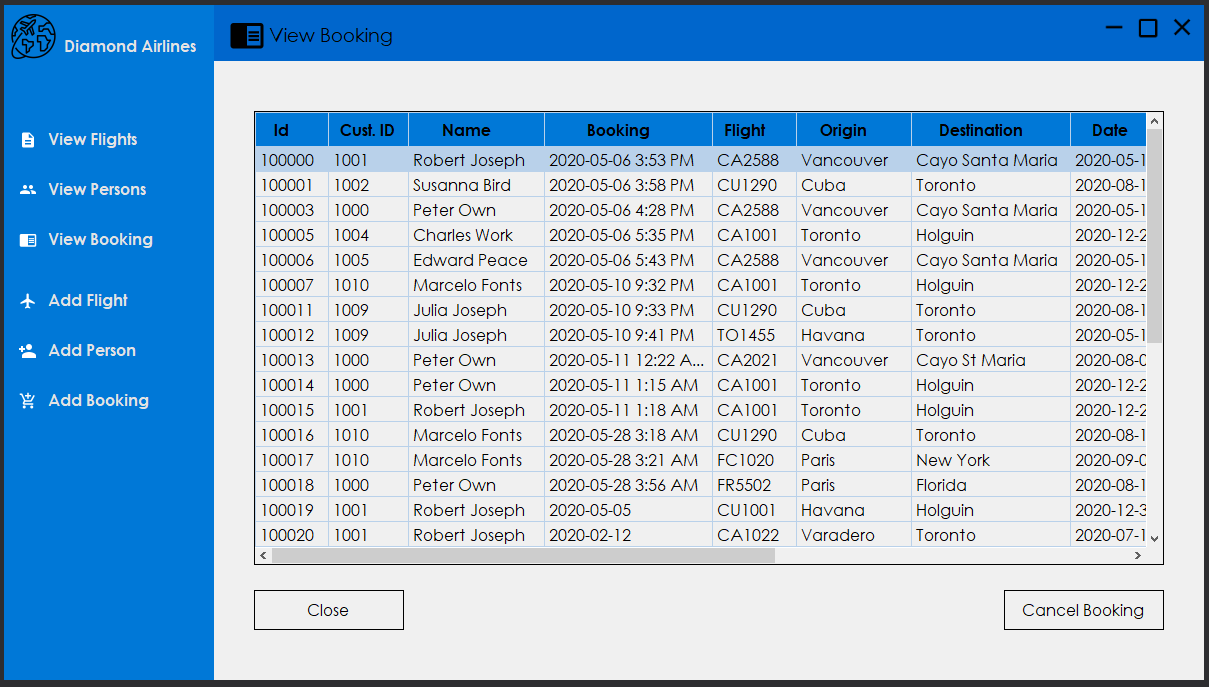 Diamond Airlines
View Booking
View Flights
View Persons
View Booking
Add Flight
Add Person
Add Booking
Id Cust. ID Name Booking Flight Origin Destination Date
100000 1001 Robert Joseph 2020-05-06 3:53 PM CA2588 Vancouver Cayo Santa Maria 2020-05-1
100001 1002 Susanna Bird 2020-05-06 3:58 PM CU1290 Cuba Toronto 2020-08-1
100003 1000 Peter Own 2020-05-06 4:28 PM CA2588 Vancouver Cayo Santa Maria 2020-05-1
100005 1004 Charles Work 2020-05-06 5:35 PM CA1001 Toronto Holguin 2020-12-2
100006 1005 Edward Peace 2020-05-06 5:43 PM CA2588 Vancouver Cayo Santa Maria 2020-05-1
100007 1010 Marcelo Fonts 2020-05-10 9:32 PM CA1001 Toronto Holguin 2020-12-2
100011 1009 Julia Joseph 2020-05-10 9:33 PM CU1290 Cuba Toronto 2020-08-1
100012 1009 Julia Joseph 2020-05-10 9:41 PM TO1455 Havana Toronto 2020-05-1
100013 1000 Peter Own 2020-05-11 12:22 A... CA2021 Vancouver Cayo St Maria 2020-08-0
100014 1000 Peter Own 2020-05-11 1:15 AM CA1001 Toronto Holguin 2020-12-2
100015 1001 Robert Joseph 2020-05-11 1:18 AM CA1001 Toronto Holguin 2020-12-2
100016 1010 Marcelo Fonts 2020-05-28 3:18 AM CU1290 Cuba Toronto 2020-08-1
100017 1010 Marcelo Fonts 2020-05-28 3:21 AM FC1020 Paris New York 2020-09-0
100018 1000 Peter Own 2020-05-28 3:56 AM FR5502 Paris Florida 2020-08-1
100019 1001 Robert Joseph 2020-05-05 CU1001 Havana Holguin 2020-12-3
100020 1001 Robert Joseph 2020-02-12 CA1022 Varadero Toronto 2020-07-1
Close
Cancel Booking